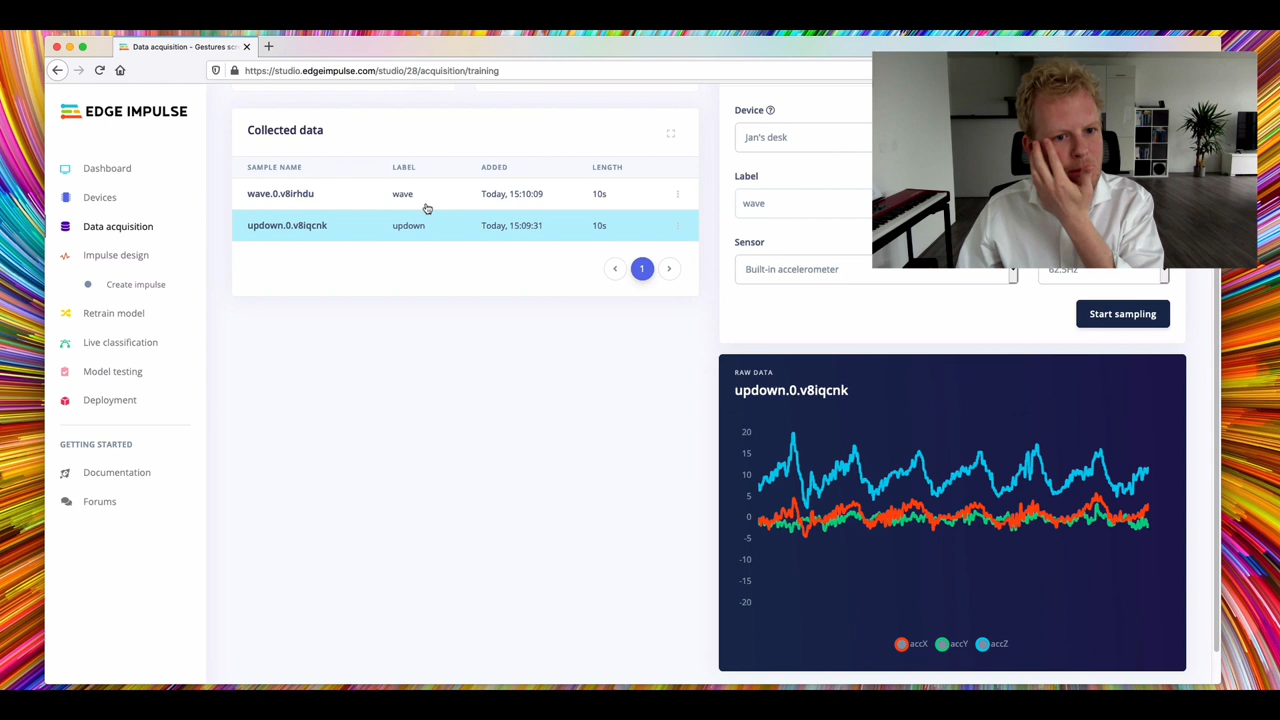 Data acquisition - Gestures scr
https://studio.edgeimpulse.com/studio/28/acquisition/training
EDGE IMPULSE
Dashboard
Devices
Data acquisition
Impulse design
Create impulse
Retrain model
Live classification
Model testing
Deployment
GETTING STARTED
Documentation
Forums
Collected data
SAMPLE NAME LABEL ADDED LENGTH
wave.0.v8irhdu wave Today, 15:10:09 10s
updown.0.v8iqcnk updown Today, 15:09:31 10s
1
Device
Jan's desk
Label
wave
Sensor
Built-in accelerometer 62.5Hz
Start sampling
RAW DATA
updown.0.v8iqcnk
20
15
10
5
0
-5
-10
-15
-20
accX accY accZ